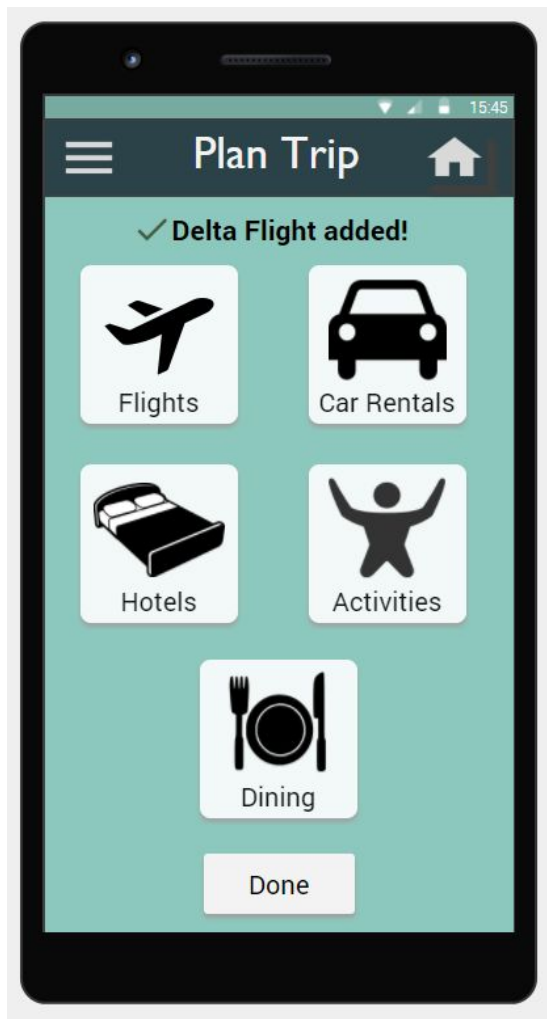 15:45
Plan Trip
Delta Flight added!
Flights
Car Rentals
Hotels
Activities
Dining
Done